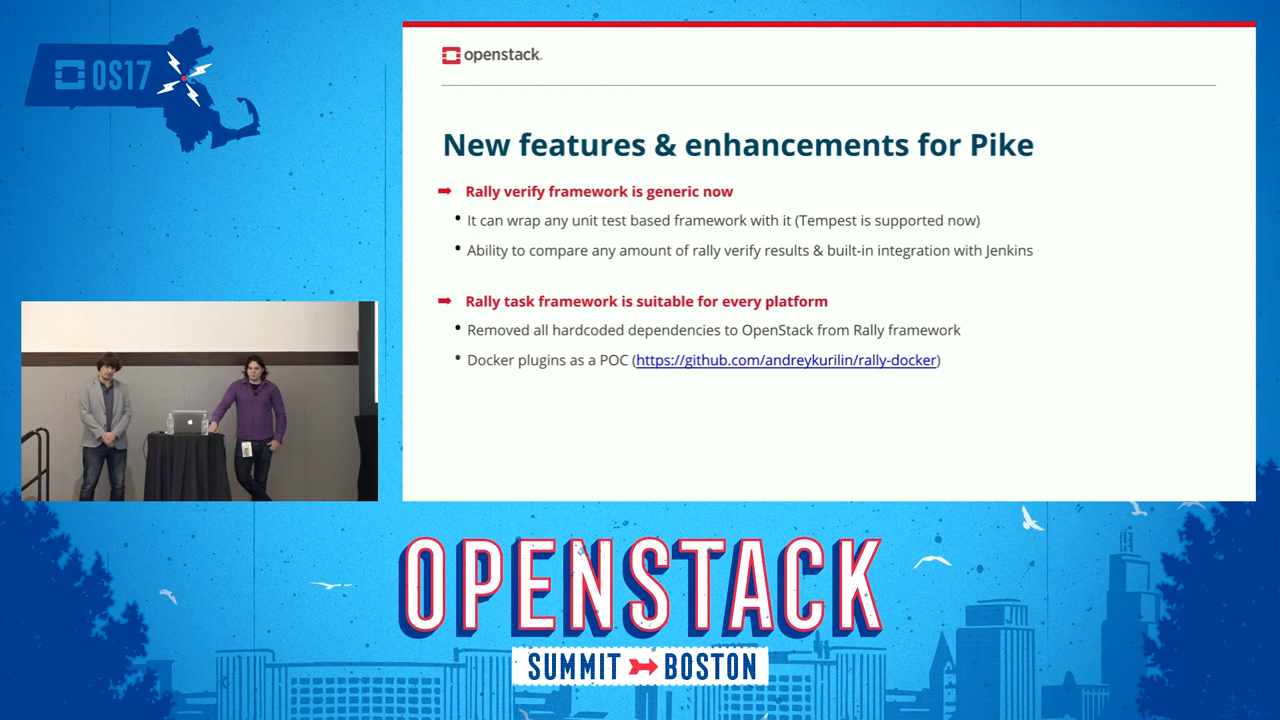 OS17
openstack.
New features & enhancements for Pike
Rally verify framework is generic now
It can wrap any unit test based framework with it (Tempest is supported now)
Ability to compare any amount of rally verify results & built-in integration with Jenkins
Rally task framework is suitable for every platform
Removed all hardcoded dependencies to OpenStack from Rally framework
Docker plugins as a POC (https://github.com/andreykurilin/rally-docker)
OPENSTACK
SUMMIT BOSTON